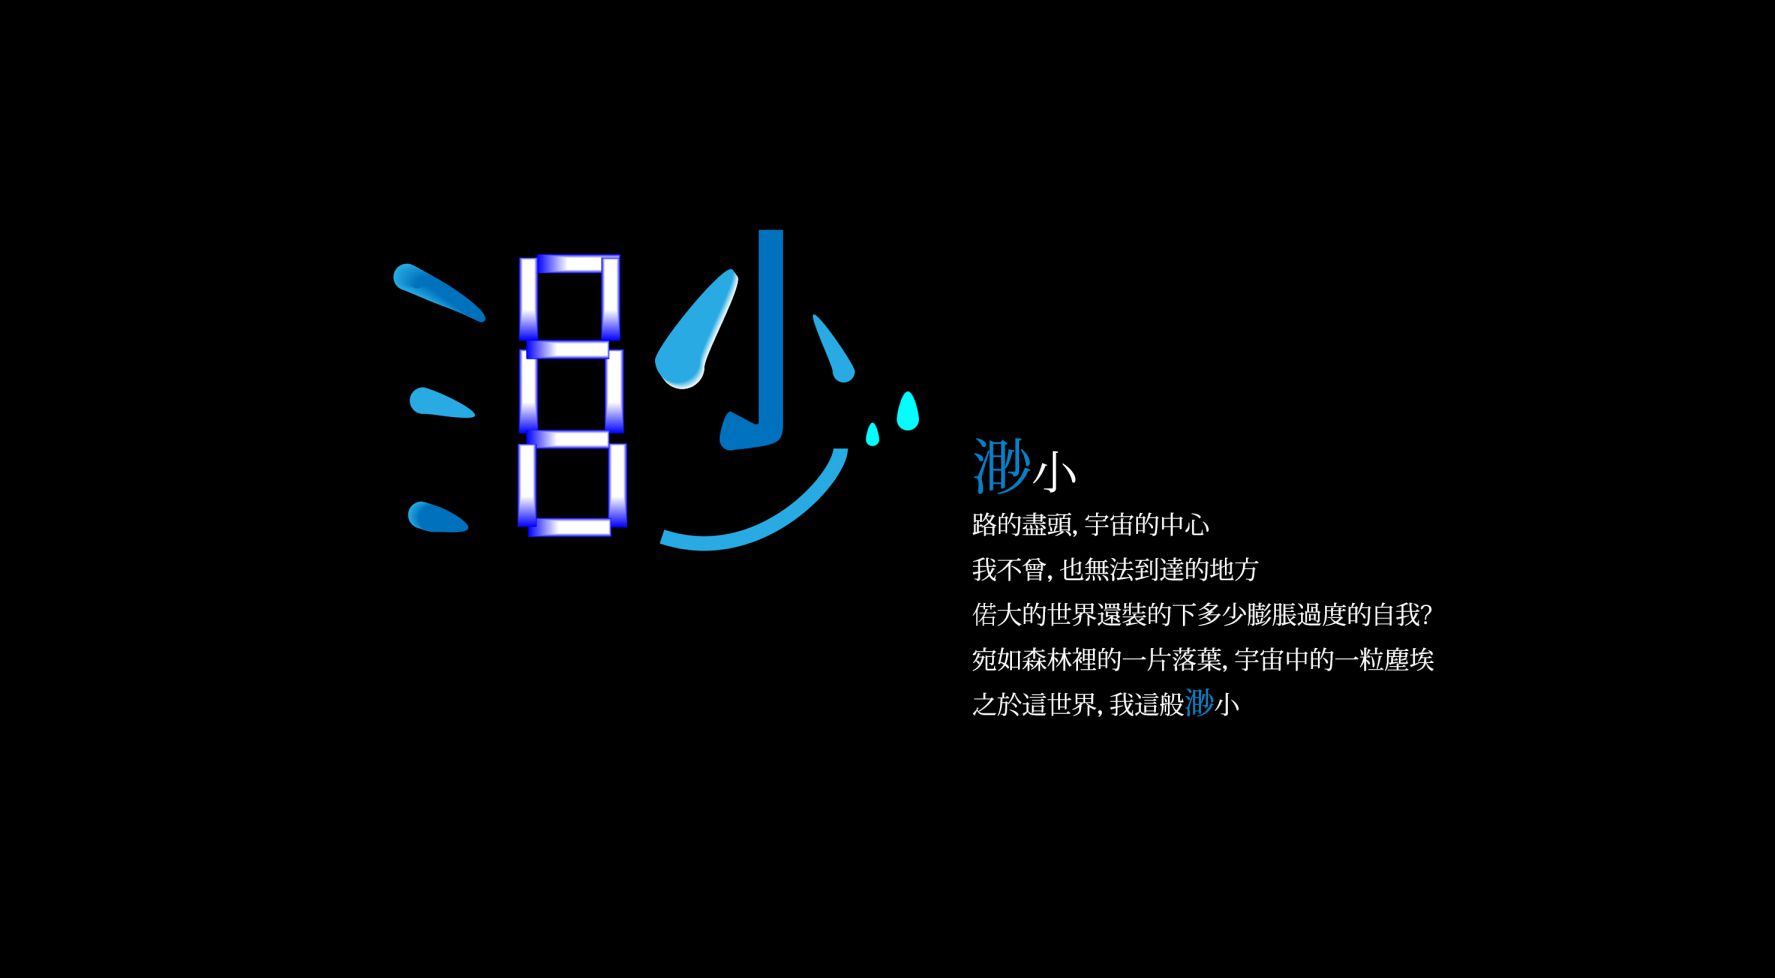 渺
渺小
路的盡頭, 宇宙的中心
我不曾, 也無法到達的地方
偌大的世界還裝的下多少膨脹過度的自我?
宛如森林裡的一片落葉, 宇宙中的一粒塵埃
之於這世界, 我這般渺小